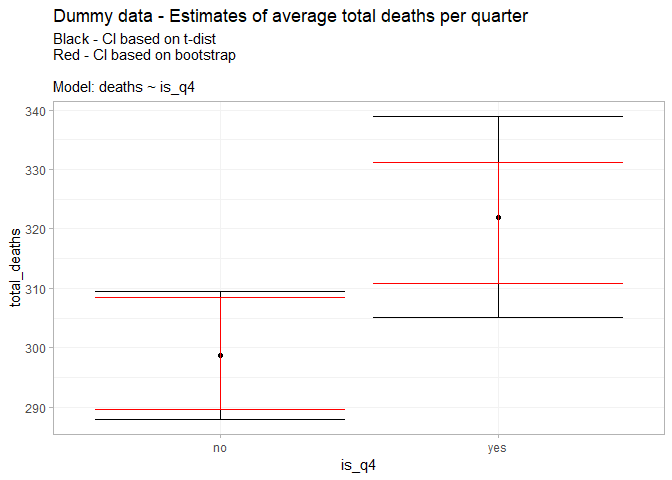 Dummy data - Estimates of average total deaths per quarter
Black - CI based on t-dist
Red - CI based on bootstrap
Model: deaths ~ is_q4
340
330
320
310
300
290
total_deaths
no
yes
is_q4